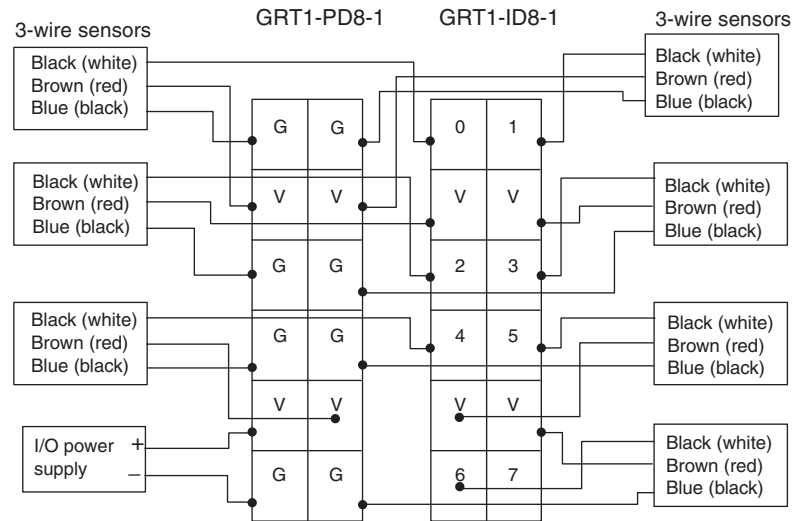 GRT1-PD8-1 GRT1-ID8-1
3-wire sensors 3-wire sensors
Black (white)
Brown (red)
Blue (black)
Black (white)
Brown (red)
Blue (black)
G G 0 1
V V V V
Black (white)
Brown (red)
Blue (black)
Black (white)
Brown (red)
Blue (black)
G G 2 3
Black (white)
Brown (red)
Blue (black)
Black (white)
Brown (red)
Blue (black)
G G 4 5
V V V V
I/O power +
supply –
Black (white)
Brown (red)
Blue (black)
G G 6 7